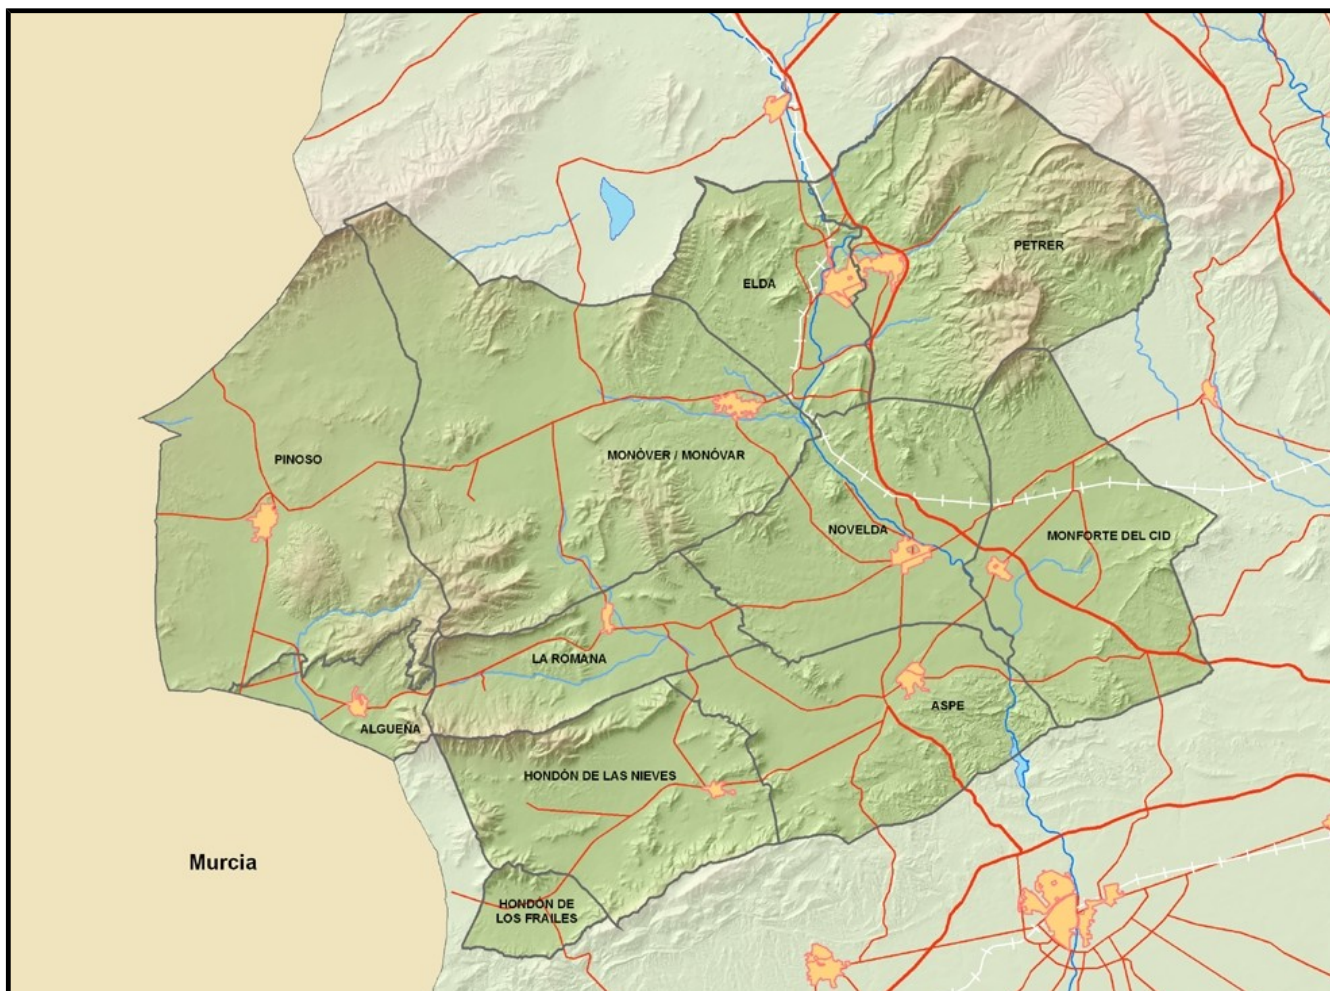 PETRER
ELDA
MONÓVER / MONÓVAR
PINOSO
NOVELDA
MONFORTE DEL CID
LA ROMANA
ASPE
ALGUEÑA
HONDÓN DE LAS NIEVES
Murcia
HONDÓN DE
LOS FRAILES